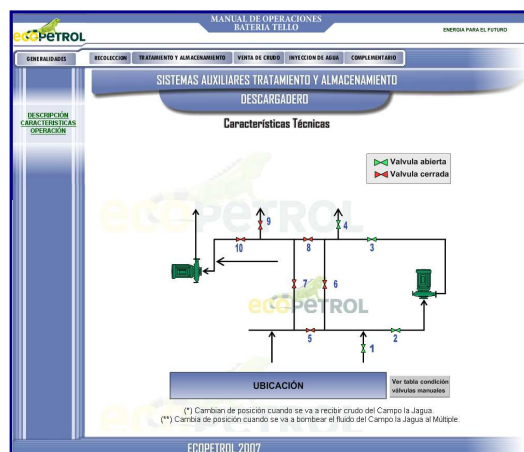 MANUAL DE OPERACIONES
BATERIA TELLO
ecopetrol
ENERGIA PARA EL FUTURO
GENERALIDADES
RECOLECCION
TRATAMIENTO Y ALMACENAMIENTO
VENTA DE CRUDO
INYECCION DE AGUA
COMPLEMENTARIO
SISTEMAS AUXILIARES TRATAMIENTO Y ALMACENAMIENTO
DESCARGADERO
DESCRIPCIÓN
CARACTERISTICAS
OPERACIÓN
Características Técnicas
Valvula abierta
Valvula cerrada
ecopetrol
9
4
10
8
3
7
6
ecopetrol
5
2
1
UBICACIÓN
Ver tabla condición
válvulas manuales
(*) Cambian de posición cuando se va a recibir crudo del Campo la Jagua.
(**) Cambia de posición cuando se va a bombear el fluido del Campo la Jagua al Múltiple.
ECOPETROL 2007